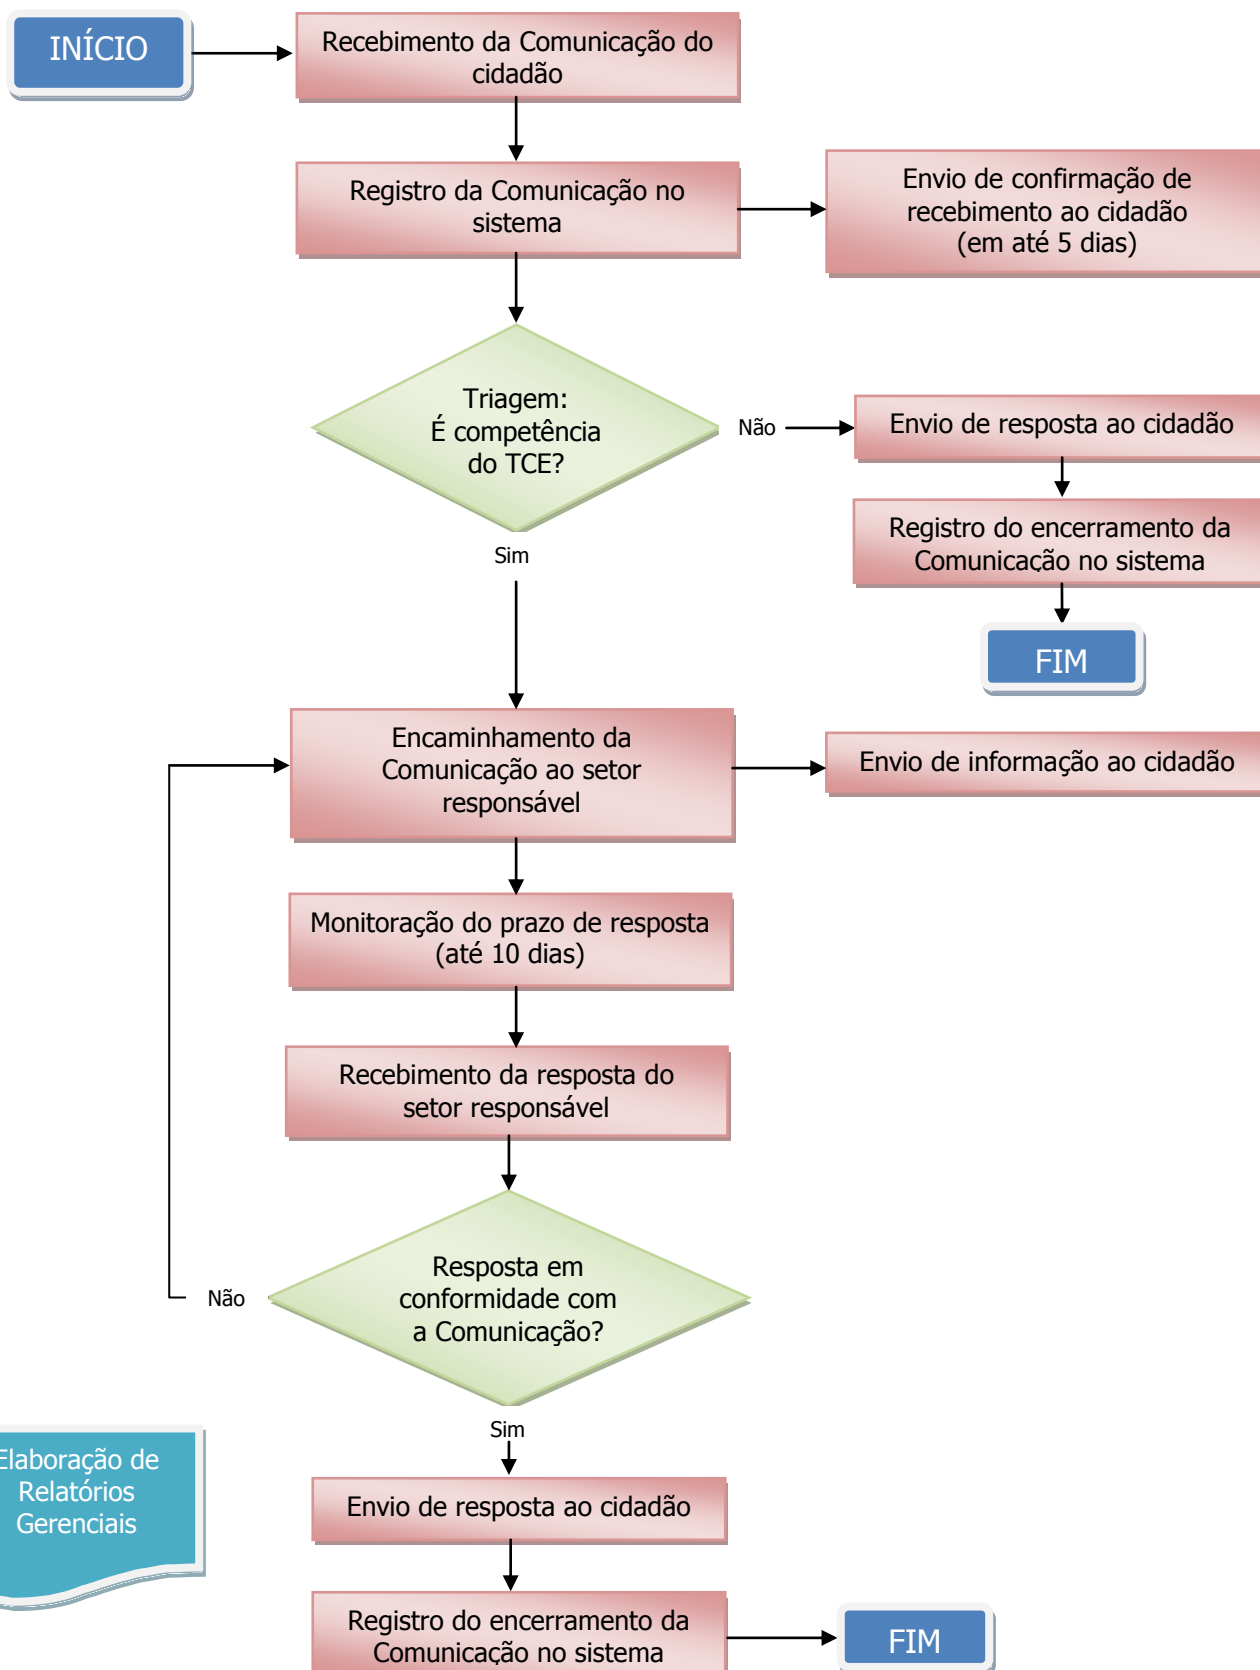 INÍCIO
Recebimento da Comunicação do
cidadão
Registro da Comunicação no
sistema
Envio de confirmação de
recebimento ao cidadão
(em até 5 dias)
Triagem:
É competência
do TCE?
Não
Envio de resposta ao cidadão
Registro do encerramento da
Comunicação no sistema
FIM
Sim
Encaminhamento da
Comunicação ao setor
responsável
Envio de informação ao cidadão
Monitoração do prazo de resposta
(até 10 dias)
Recebimento da resposta do
setor responsável
Resposta em
conformidade com
a Comunicação?
Não
Sim
Elaboração de
Relatórios
Gerenciais
Envio de resposta ao cidadão
Registro do encerramento da
Comunicação no sistema
FIM